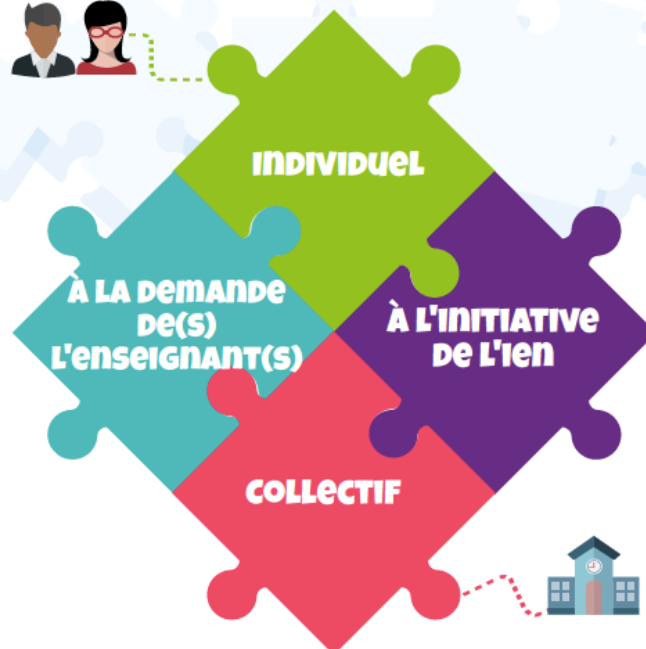 INDIVIDUEL
À LA DEMANDE
DE(S)
L'ENSEIGNANT(S)
À L'INITIATIVE
DE L'IEN
COLLECTIF